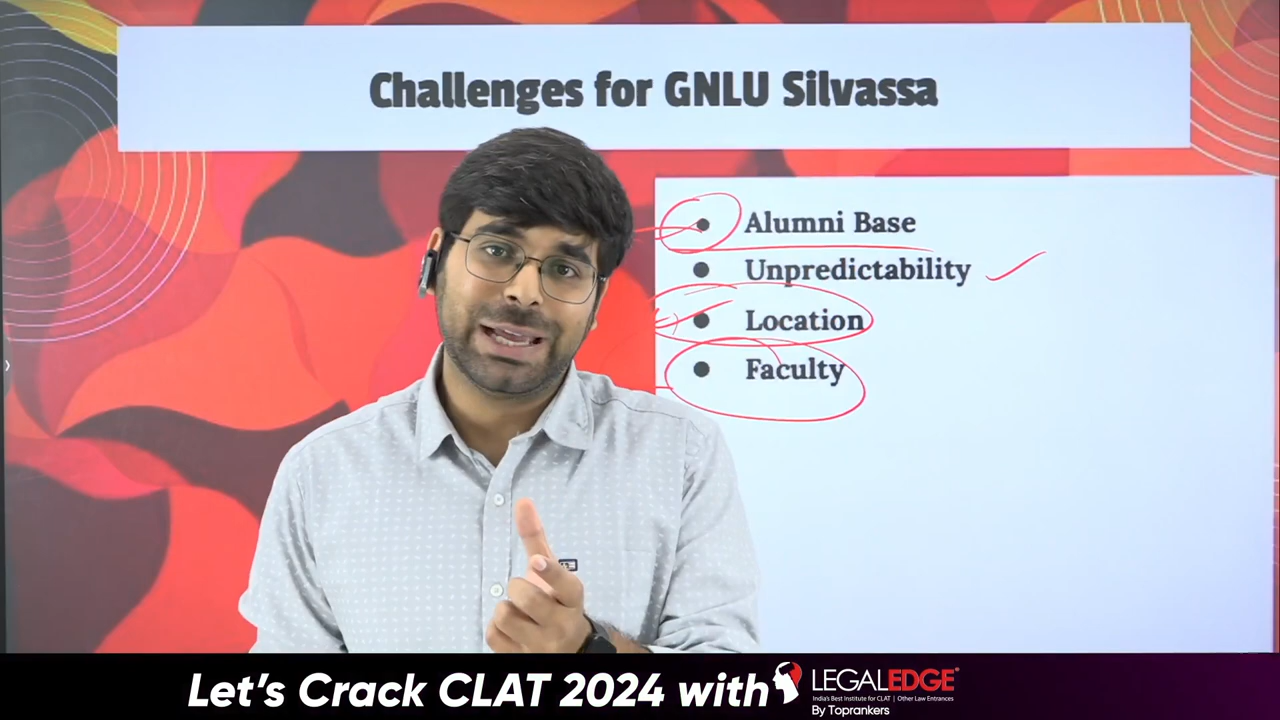 Challenges for GNLU Silvassa
Alumni Base
Unpredictability
Location
Faculty
Let's Crack CLAT 2024 with
LEGALEDGE
India's Best Institute for CLAT | Other Law Entrances
By Toprankers